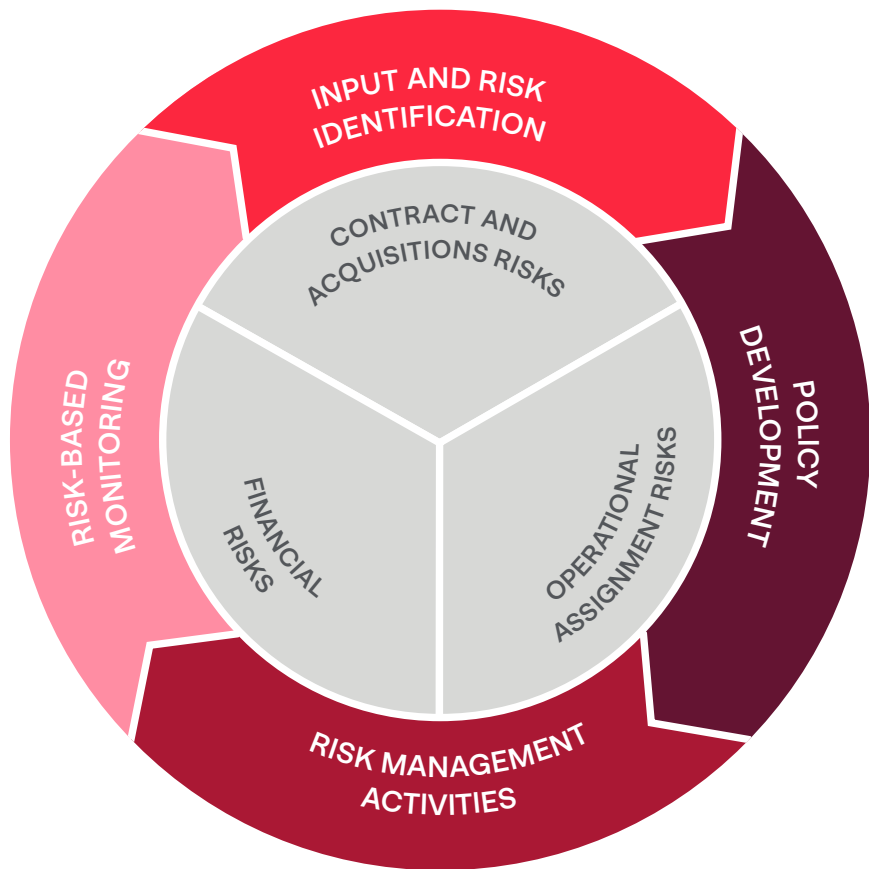 INPUT AND RISK
IDENTIFICATION
POLICY
DEVELOPMENT
RISK MANAGEMENT
ACTIVITIES
RISK-BASED
MONITORING
CONTRACT AND
ACQUISITIONS RISKS
OPERATIONAL
ASSIGNMENT RISKS
FINANCIAL
RISKS